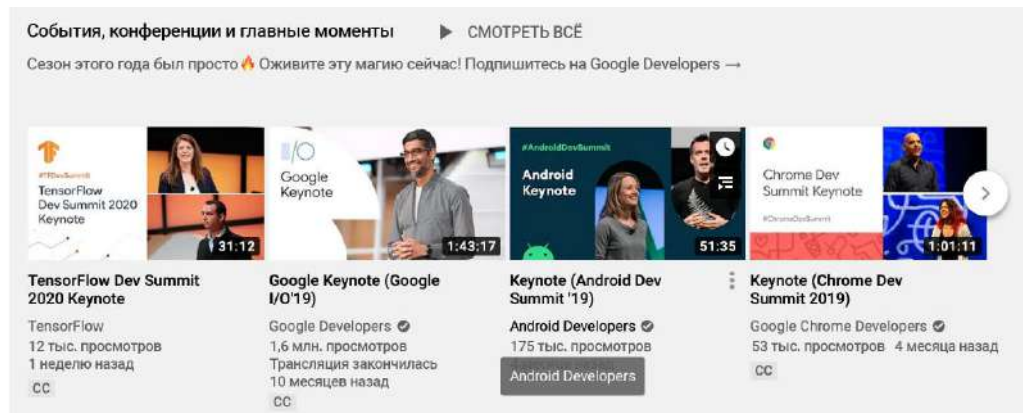 События, конференции и главные моменты ▶ СМОТРЕТЬ ВСЁ
Сезон этого года был просто🔥 Оживите эту магию сейчас! Подпишитесь на Google Developers →
#TFDevSummit
TensorFlow
Dev Summit 2020
Keynote
31:12
I/O
Google
Keynote
1:43:17
#AndroidDevSummit
Android
Keynote
51:35
Chrome Dev
Summit Keynote
#ChromeDevSummit
1:01:11
TensorFlow Dev Summit
2020 Keynote
TensorFlow
12 тыс. просмотров
1 неделю назад
CC
Google Keynote (Google
I/O'19)
Google Developers
1,6 млн. просмотров
Трансляция закончилась
10 месяцев назад
CC
Keynote (Android Dev
Summit '19)
Android Developers
175 тыс. просмотров
Android Developers
Keynote (Chrome Dev
Summit 2019)
Google Chrome Developers
53 тыс. просмотров 4 месяца назад
CC